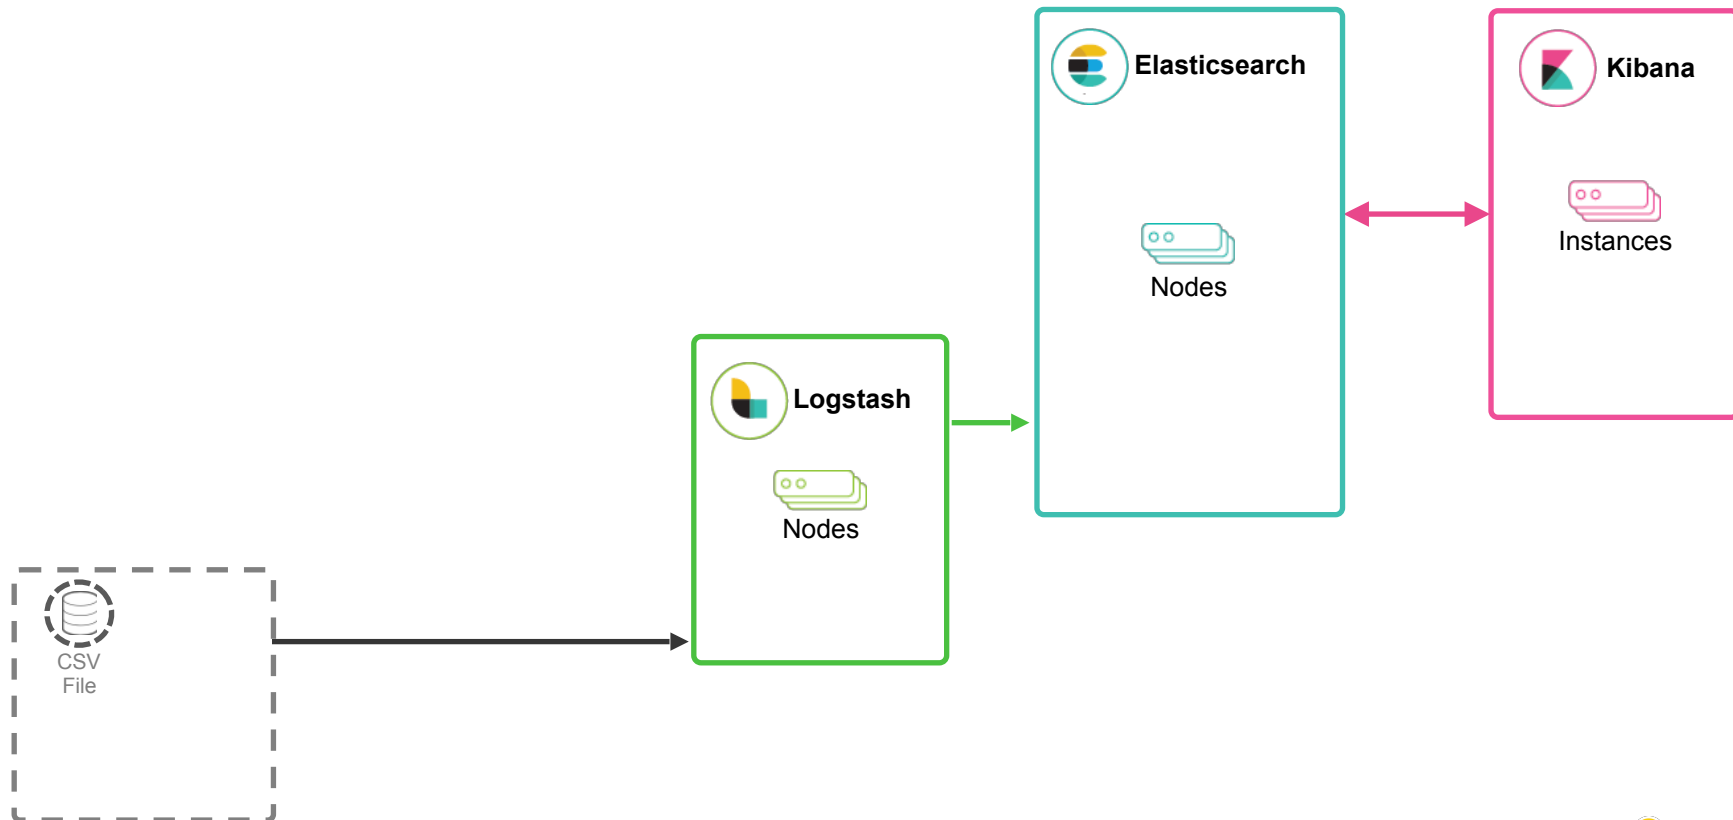 Elasticsearch
Kibana
Instances
Nodes
Logstash
Nodes
CSV
File